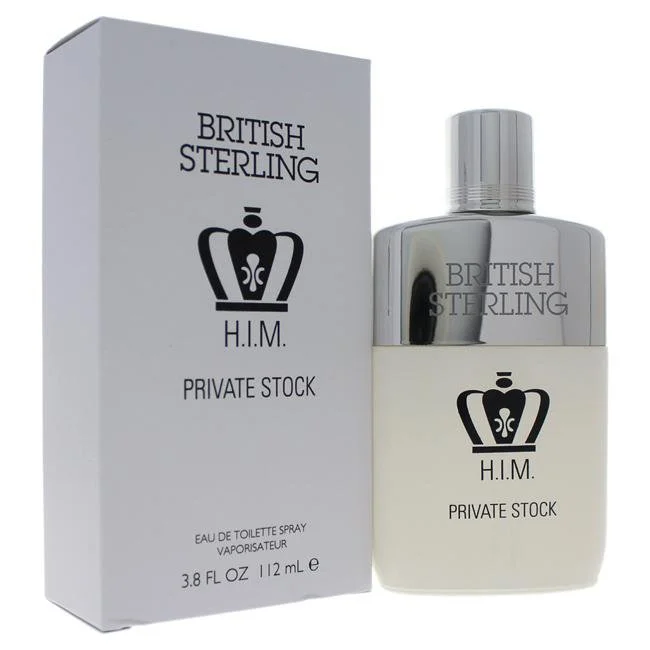 BRITISH
STERLING
H.I.M.
PRIVATE STOCK
EAU DE TOILETTE SPRAY
VAPORISATEUR
3.8 FL OZ 112 mL ℮
BRITISH
STERLING
H.I.M.
PRIVATE STOCK